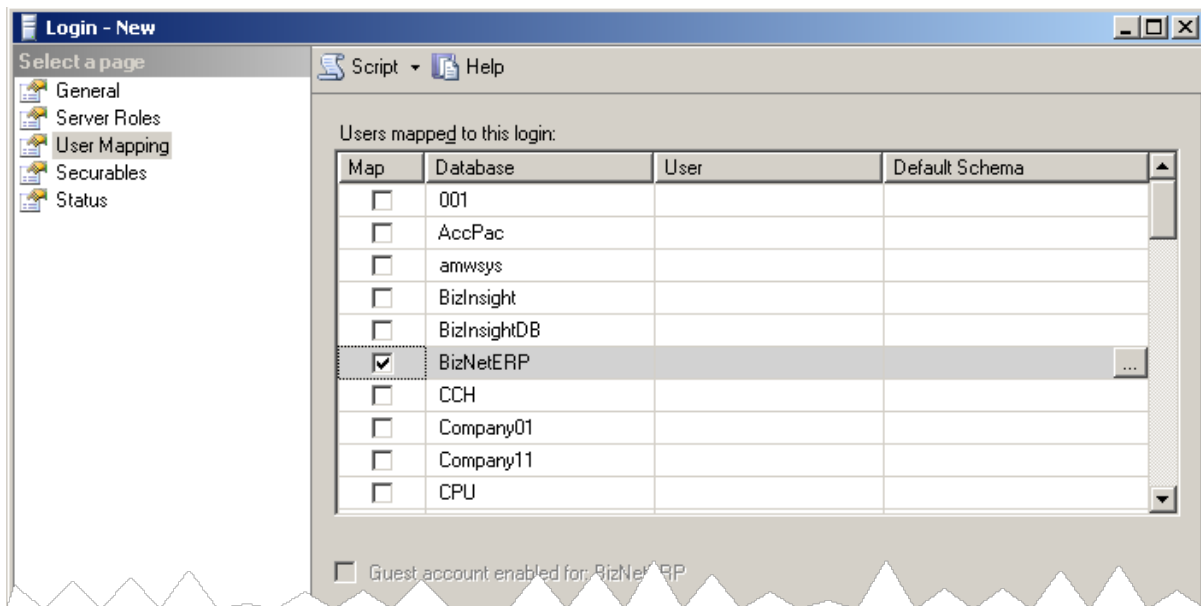 Login - New
Select a page
General
Server Roles
User Mapping
Securables
Status
Script Help
Users mapped to this login:
Map Database User Default Schema
001
AccPac
amwsys
BizInsight
BizInsightDB
BizNetERP ...
CCH
Company01
Company11
CPU
Guest account enabled for: BizNetERP